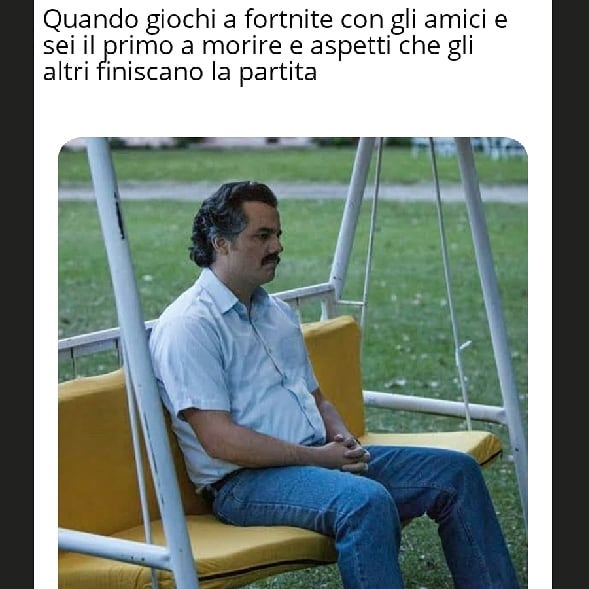 Quando giochi a fortnite con gli amici e
sei il primo a morire e aspetti che gli
altri finiscano la partita